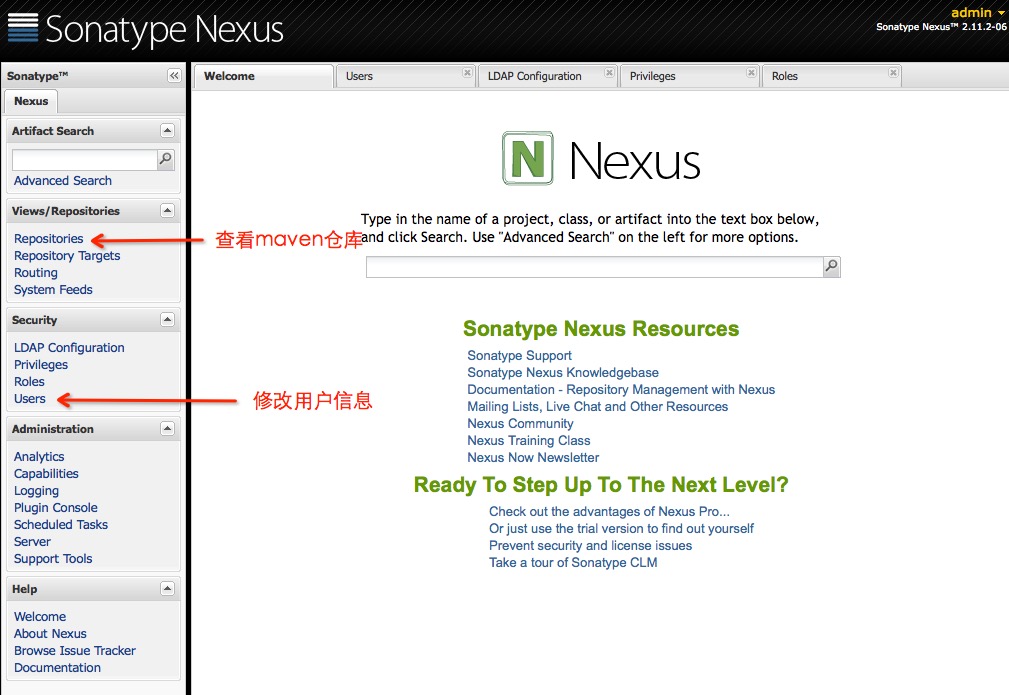 Sonatype Nexus
admin
Sonatype Nexus™ 2.11.2-06
Sonatype™
Nexus
Artifact Search
Advanced Search
Views/Repositories
Repositories
Repository Targets
Routing
System Feeds
Security
LDAP Configuration
Privileges
Roles
Users
Administration
Analytics
Capabilities
Logging
Plugin Console
Scheduled Tasks
Server
Support Tools
Help
Welcome
About Nexus
Browse Issue Tracker
Documentation
查看maven仓库
修改用户信息
Welcome
Users
LDAP Configuration
Privileges
Roles
N Nexus
Type in the name of a project, class, or artifact into the text box below,
and click Search. Use "Advanced Search" on the left for more options.
Sonatype Nexus Resources
Sonatype Support
Sonatype Nexus Knowledgebase
Documentation - Repository Management with Nexus
Mailing Lists, Live Chat and Other Resources
Nexus Community
Nexus Training Class
Nexus Now Newsletter
Ready To Step Up To The Next Level?
Check out the advantages of Nexus Pro...
Or just use the trial version to find out yourself
Prevent security and license issues
Take a tour of Sonatype CLM